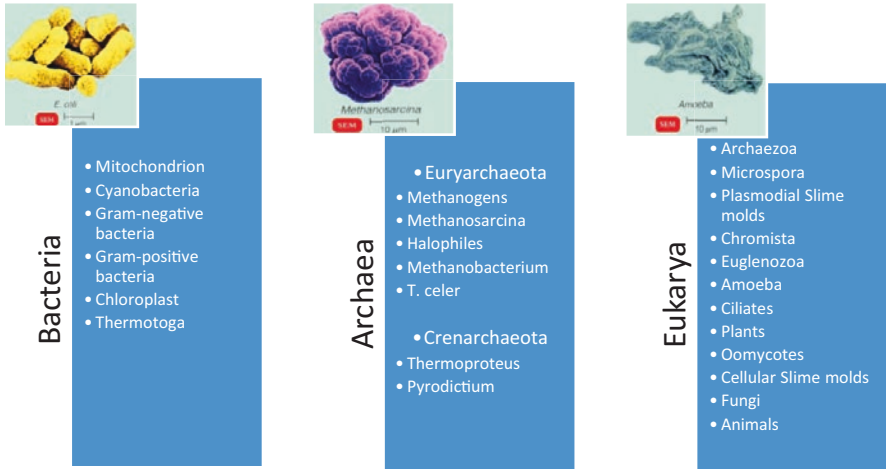 E. coli
SEM
1 µm
Bacteria
• Mitochondrion
• Cyanobacteria
• Gram-negative
bacteria
• Gram-positive
bacteria
• Chloroplast
• Thermotoga
Methanosarcina
SEM
10 µm
Archaea
• Euryarchaeota
• Methanogens
• Methanosarcina
• Halophiles
• Methanobacterium
• T. celer
• Crenarchaeota
• Thermoproteus
• Pyrodictium
Amoeba
SEM
10 µm
Eukarya
• Archaezoa
• Microspora
• Plasmodial Slime
molds
• Chromista
• Euglenozoa
• Amoeba
• Ciliates
• Plants
• Oomycotes
• Cellular Slime molds
• Fungi
• Animals